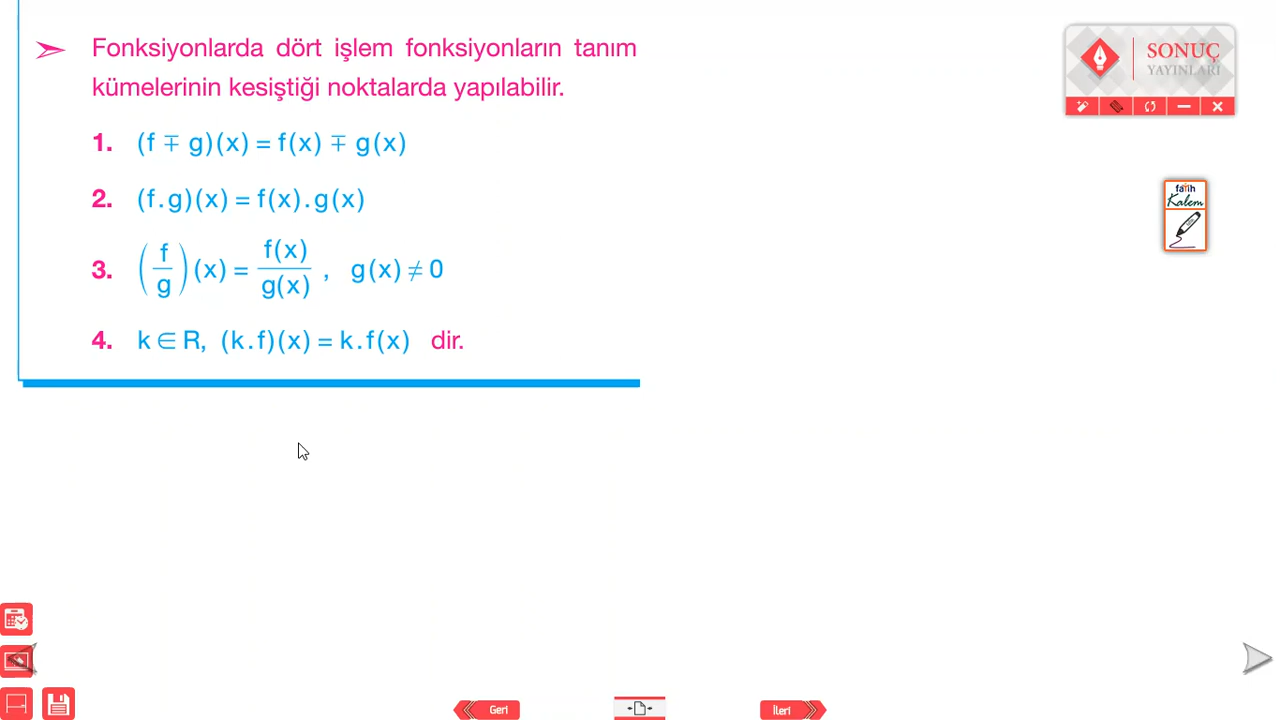 ➢ Fonksiyonlarda dört işlem fonksiyonların tanım
kümelerinin kesiştiği noktalarda yapılabilir.
1. (f ∓ g)(x) = f(x) ∓ g(x)
2. (f.g)(x) = f(x).g(x)
3. (f/g)(x) = f(x)/g(x) , g(x) ≠ 0
4. k ∈ R, (k.f)(x) = k.f(x) dir.
SONUÇ
YAYINLARI
fatih
Kalem
Geri
İleri